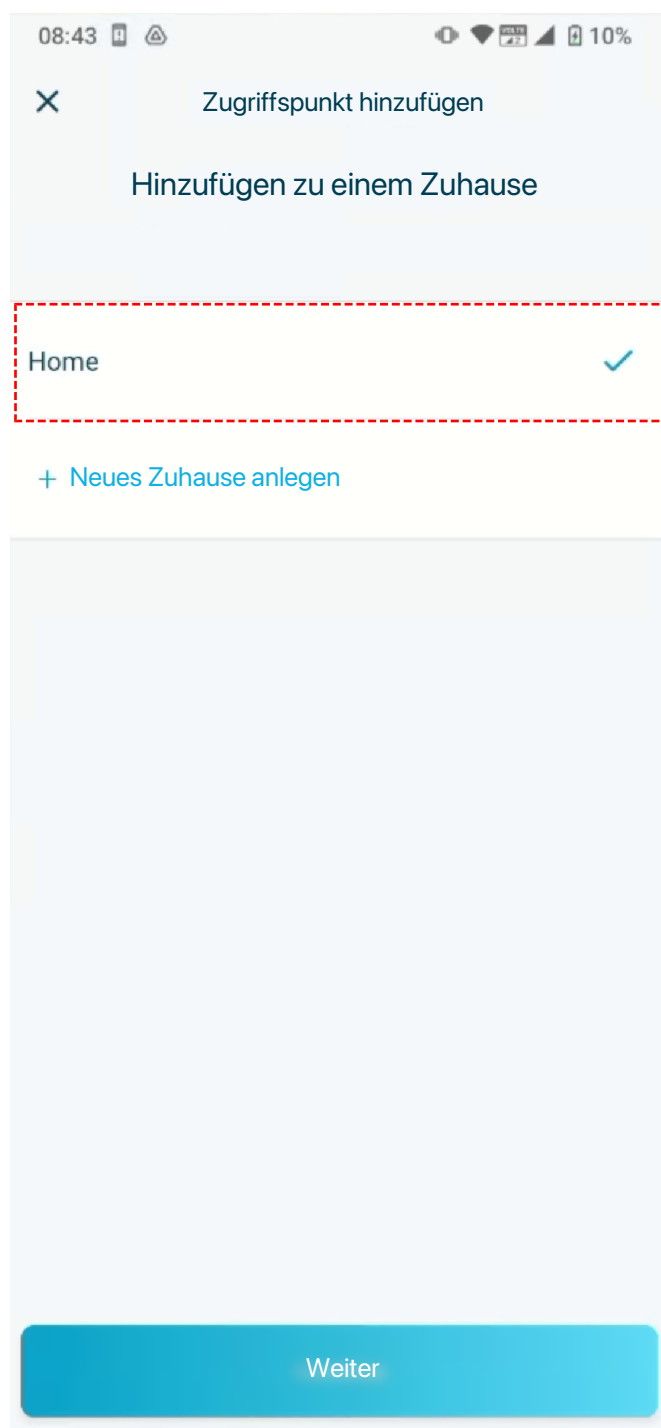 08:43 10%
Zugriffspunkt hinzufügen
Hinzufügen zu einem Zuhause
Home
+ Neues Zuhause anlegen
Weiter